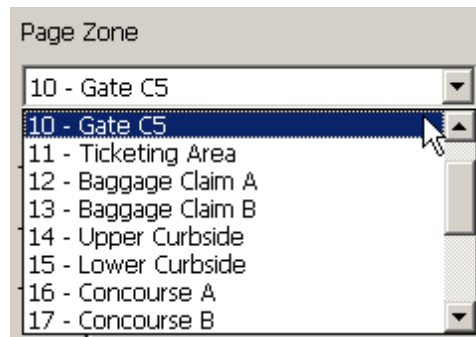 Page Zone
10 - Gate C5
10 - Gate C5
11 - Ticketing Area
12 - Baggage Claim A
13 - Baggage Claim B
14 - Upper Curbside
15 - Lower Curbside
16 - Concourse A
17 - Concourse B